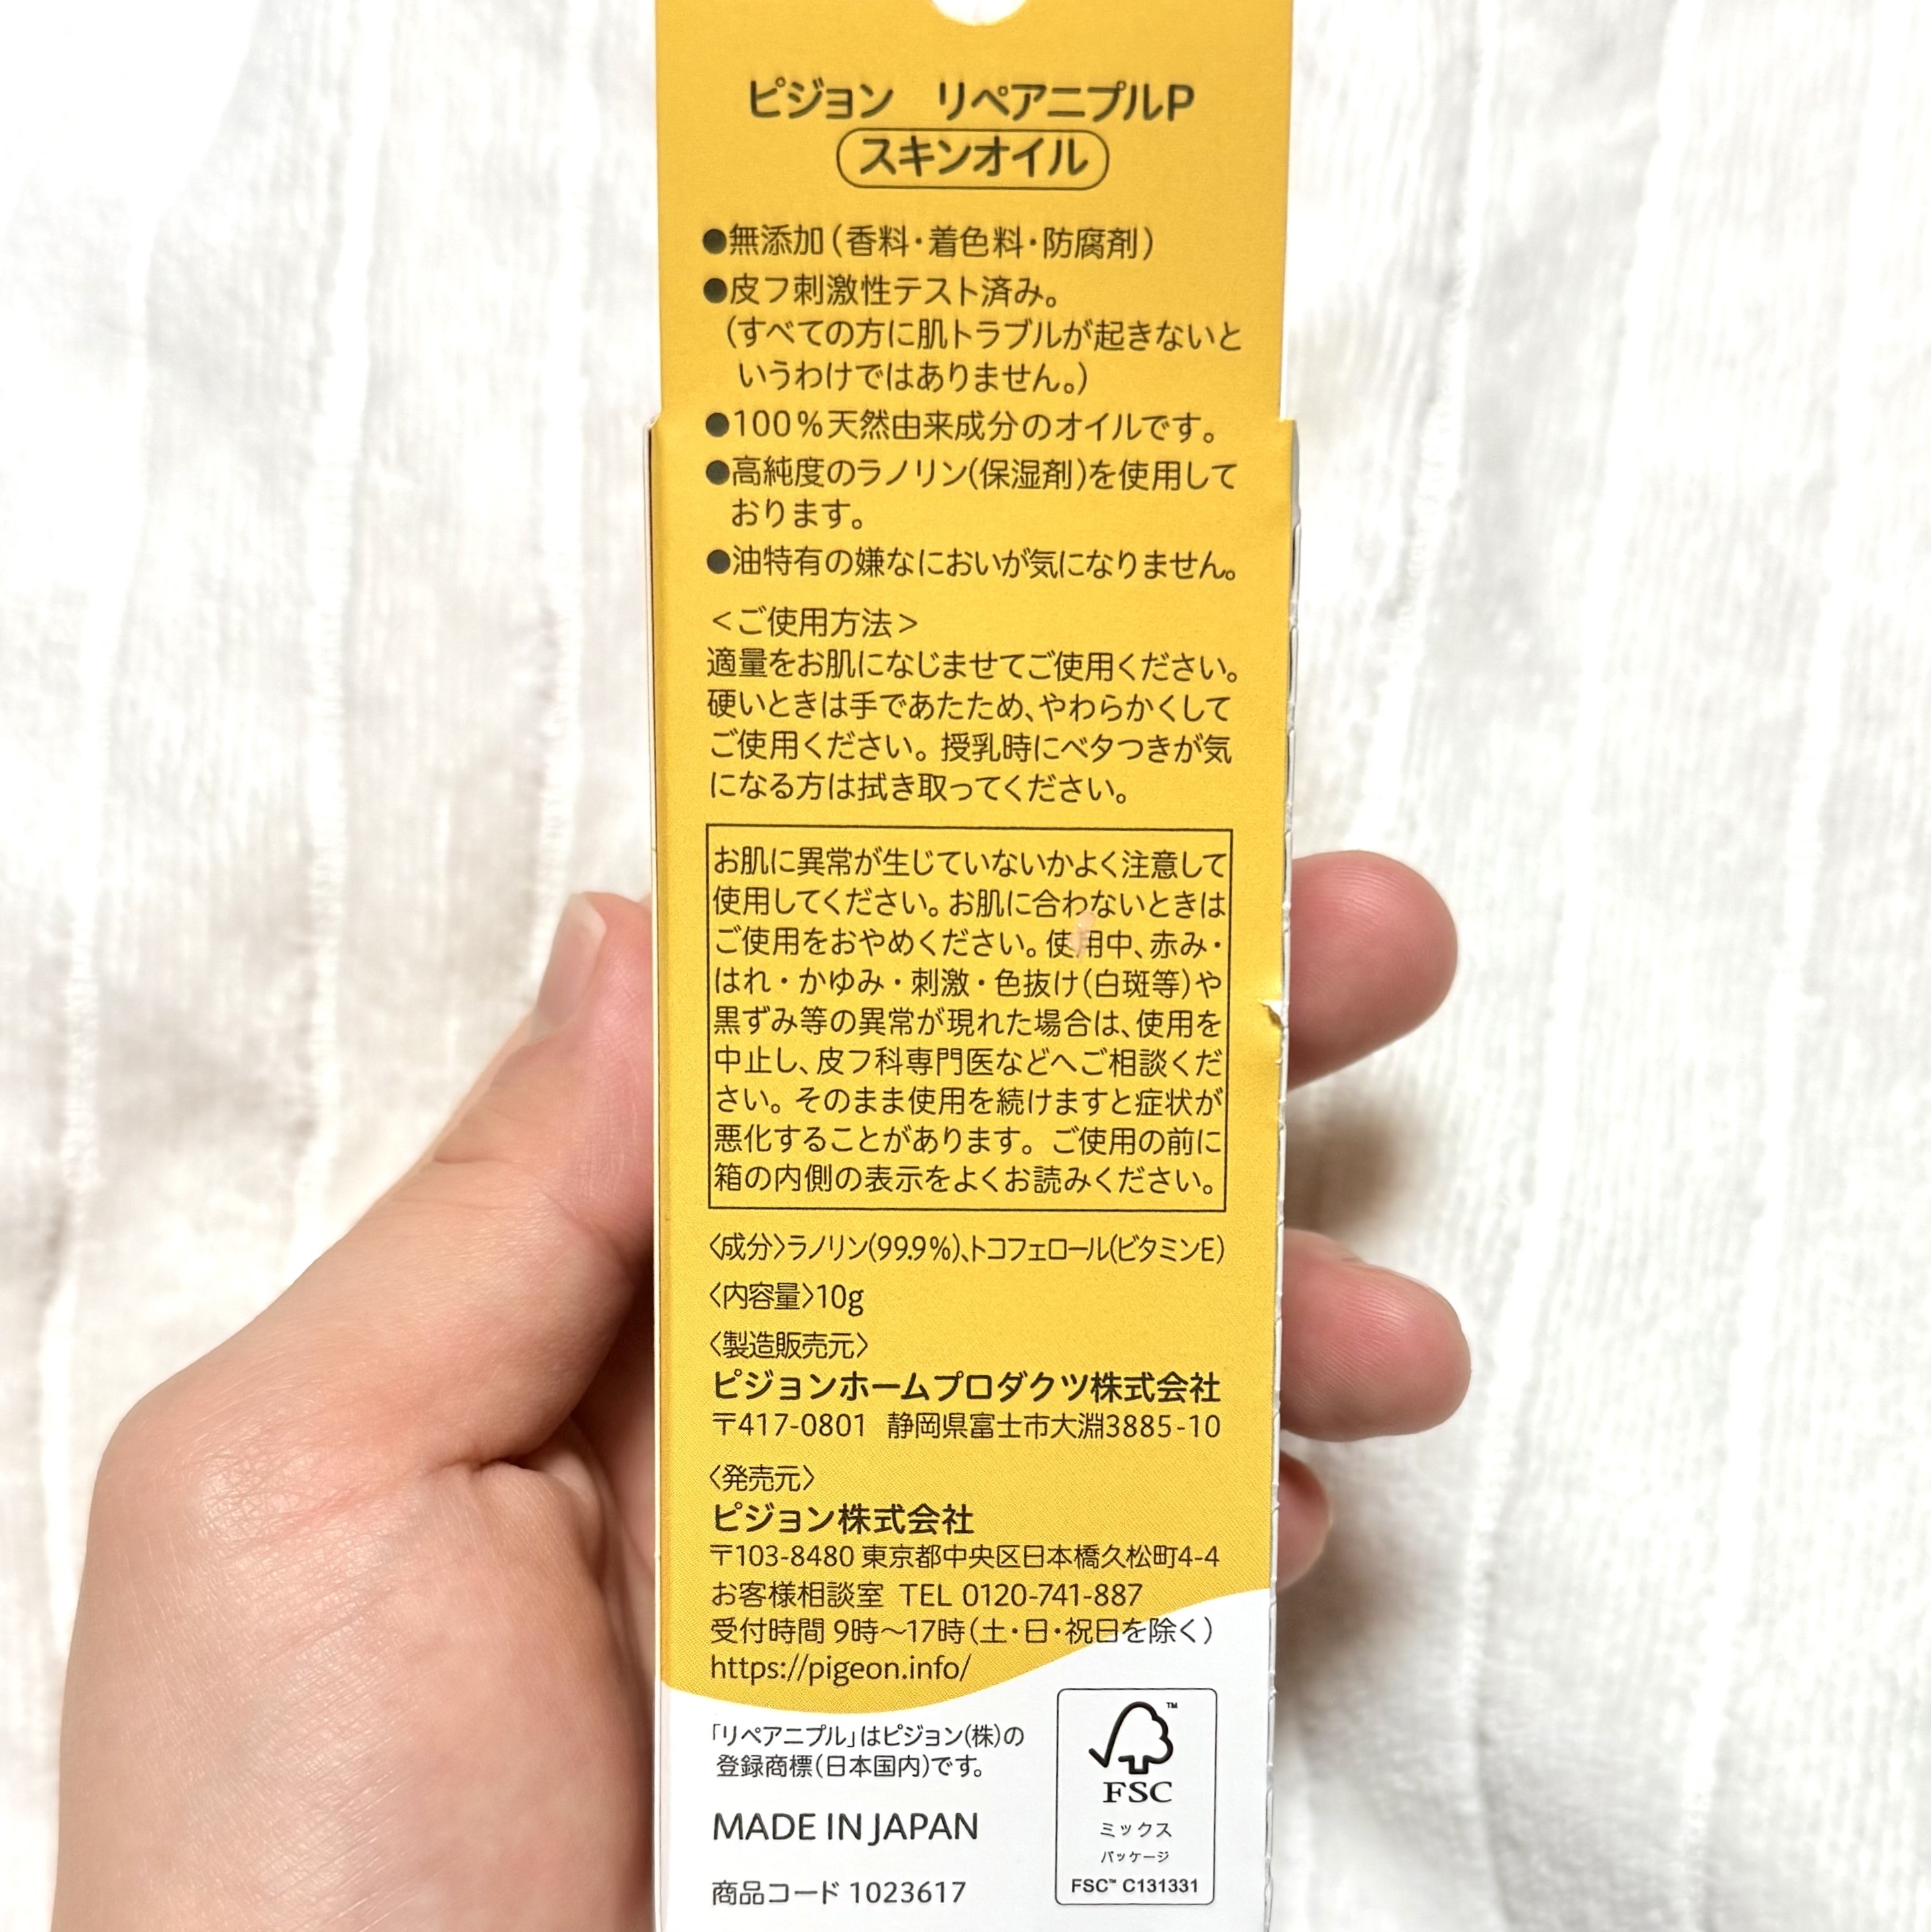 ピジョン　リペアニプルP
スキンオイル
●無添加(香料・着色料・防腐剤)
●皮フ刺激性テスト済み。
(すべての方に肌トラブルが起きないと
いうわけではありません。)
●100%天然由来成分のオイルです。
●高純度のラノリン(保湿剤)を使用して
おります。
●油特有の嫌なにおいが気になりません。
<ご使用方法>
適量をお肌になじませてご使用ください。
硬いときは手であたため、やわらかくして
ご使用ください。授乳時にベタつきが気
になる方は拭き取ってください。
お肌に異常が生じていないかよく注意して
使用してください。お肌に合わないときは
ご使用をおやめください。使用中、赤み・
はれ・かゆみ・刺激・色抜け(白斑等)や
黒ずみ等の異常が現れた場合は、使用を
中止し、皮フ科専門医などへご相談くだ
さい。そのまま使用を続けますと症状が
悪化することがあります。ご使用の前に
箱の内側の表示をよくお読みください。
〈成分〉ラノリン(99.9%)、トコフェロール(ビタミンE)
〈内容量〉10g
〈製造販売元〉
ピジョンホームプロダクツ株式会社
〒417-0801 静岡県富士市大淵3885-10
〈発売元〉
ピジョン株式会社
〒103-8480 東京都中央区日本橋久松町4-4
お客様相談室 TEL 0120-741-887
受付時間 9時～17時(土・日・祝日を除く)
https://pigeon.info/
「リペアニプル」はピジョン(株)の
登録商標(日本国内)です。
MADE IN JAPAN
商品コード 1023617
TM
FSC
ミックス
パッケージ
FSC™ C131331